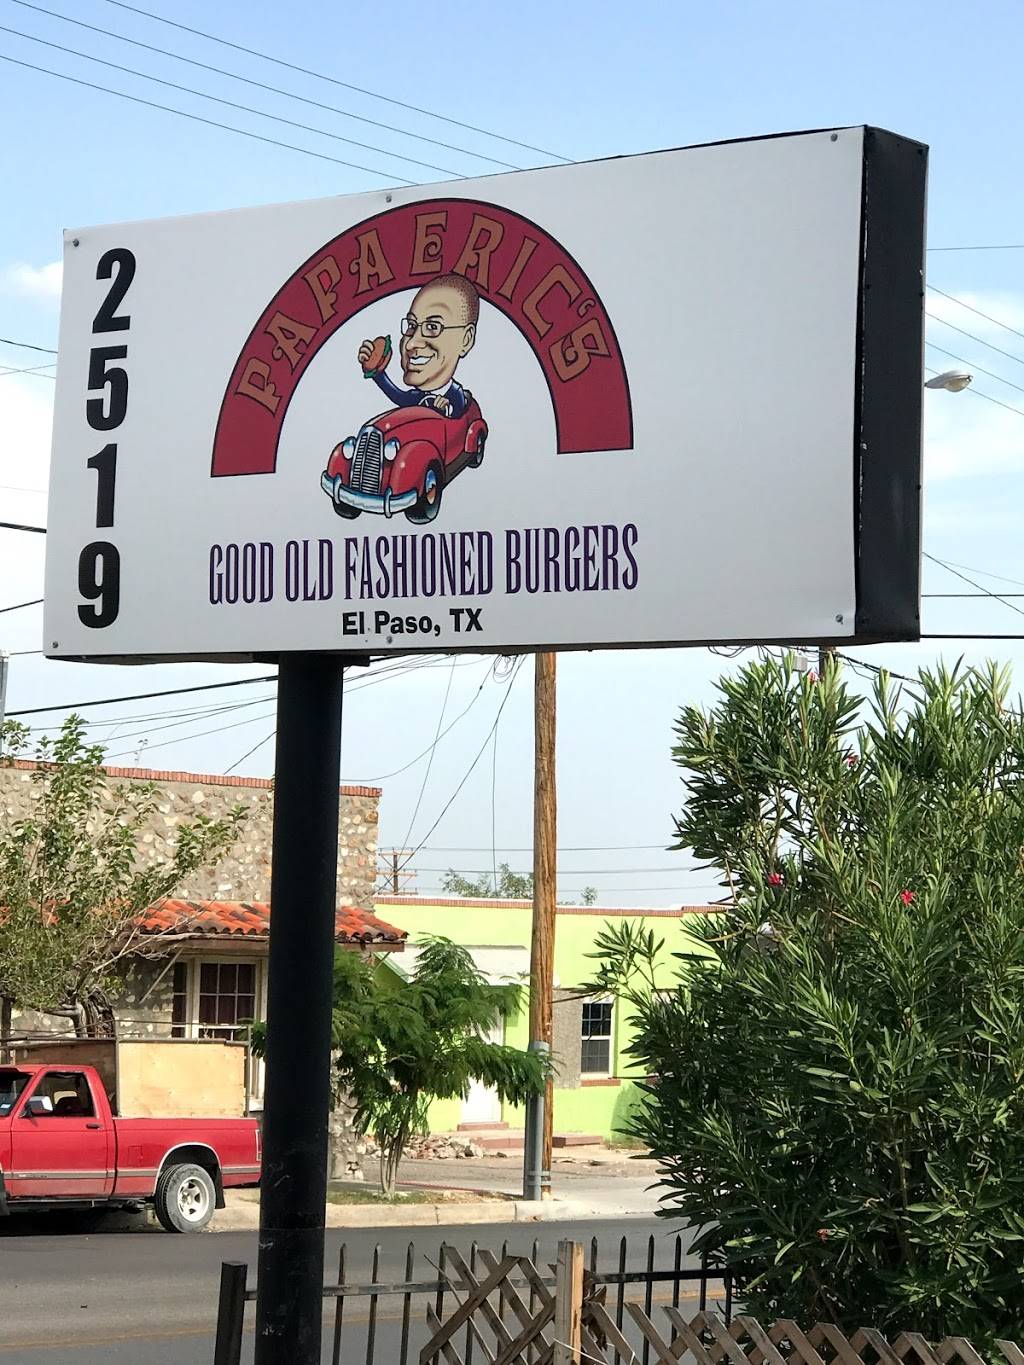 2519
PAPA ERIC'S
GOOD OLD FASHIONED BURGERS
El Paso, TX